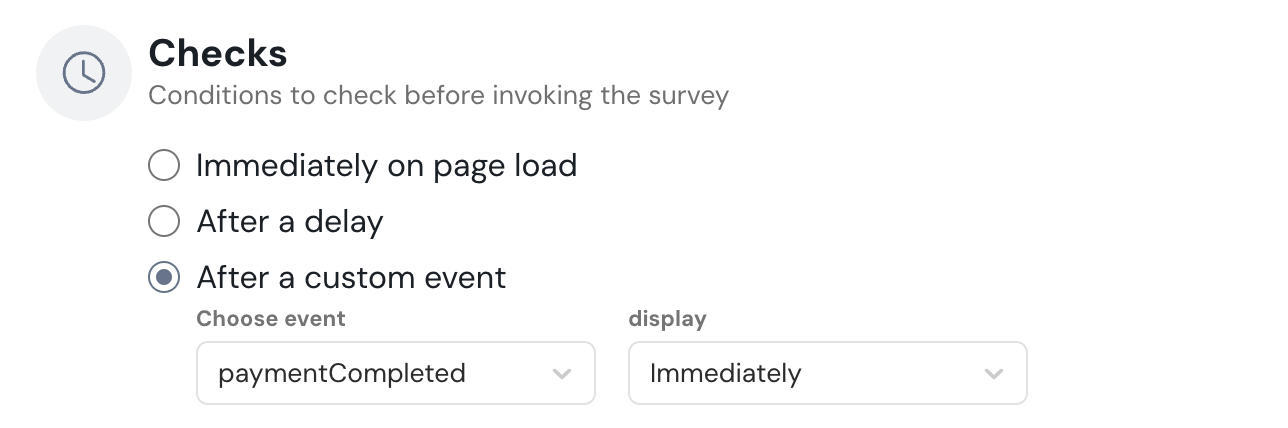 Checks
Conditions to check before invoking the survey
Immediately on page load
After a delay
After a custom event
Choose event display
paymentCompleted Immediately